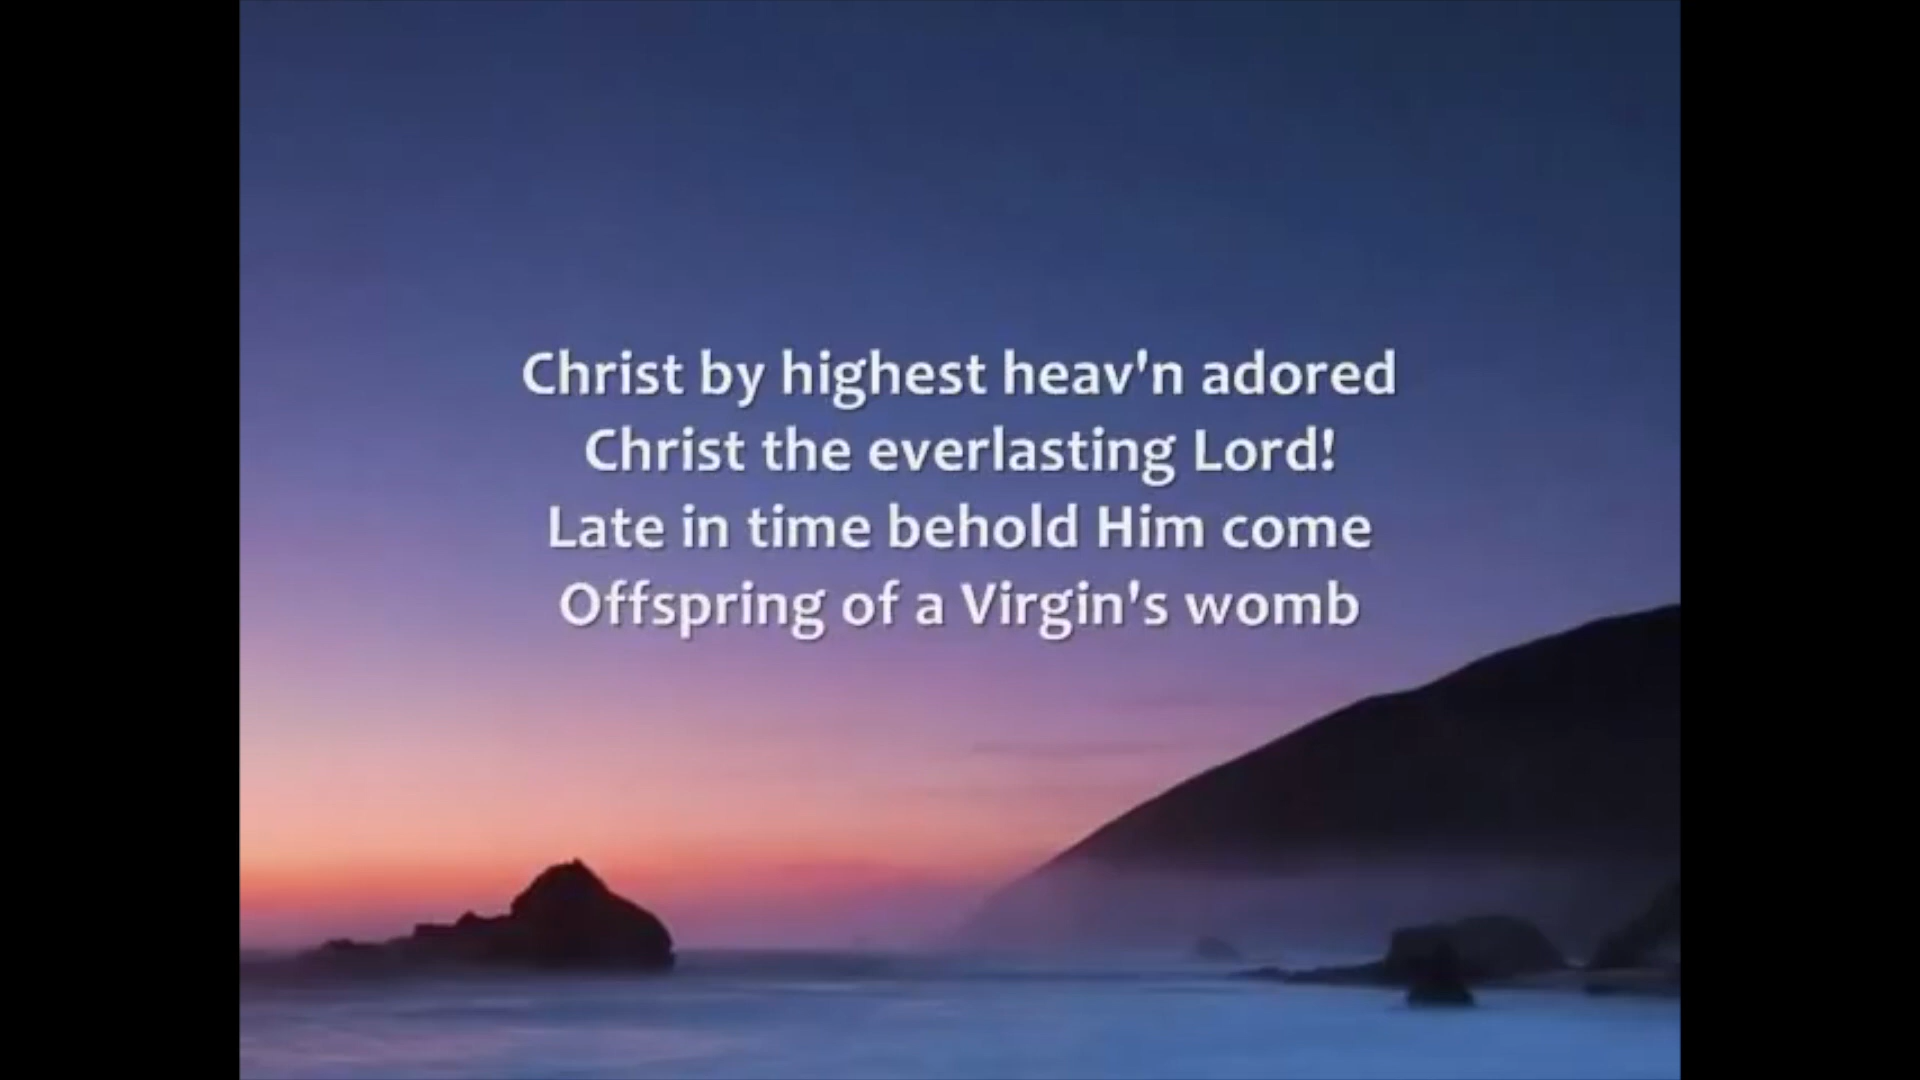 Christ by highest heav'n adored
Christ the everlasting Lord!
Late in time behold Him come
Offspring of a Virgin's womb